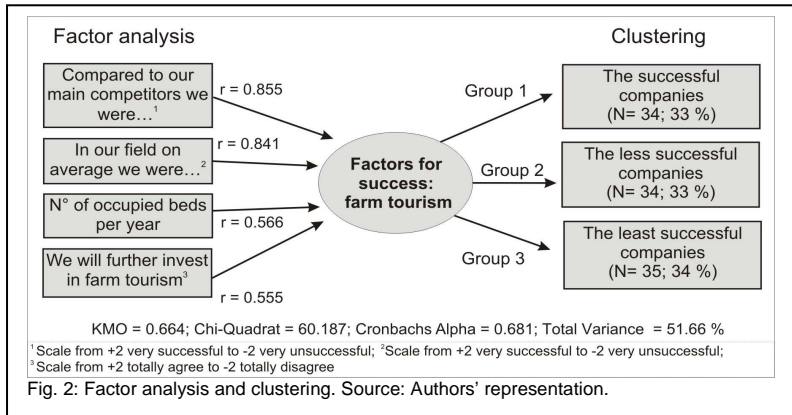 Factor analysis
Clustering
Compared to our
main competitors we
were…¹
r = 0.855
In our field on
average we were…²
r = 0.841
N° of occupied beds
per year
r = 0.566
We will further invest
in farm tourism³
r = 0.555
Factors for
success:
farm tourism
Group 1
Group 2
Group 3
The successful
companies
(N= 34; 33 %)
The less successful
companies
(N= 34; 33 %)
The least successful
companies
(N= 35; 34 %)
KMO = 0.664; Chi-Quadrat = 60.187; Cronbachs Alpha = 0.681; Total Variance = 51.66 %
¹ Scale from +2 very successful to -2 very unsuccessful; ²Scale from +2 very successful to -2 very unsuccessful;
³ Scale from +2 totally agree to -2 totally disagree
Fig. 2: Factor analysis and clustering. Source: Authors' representation.